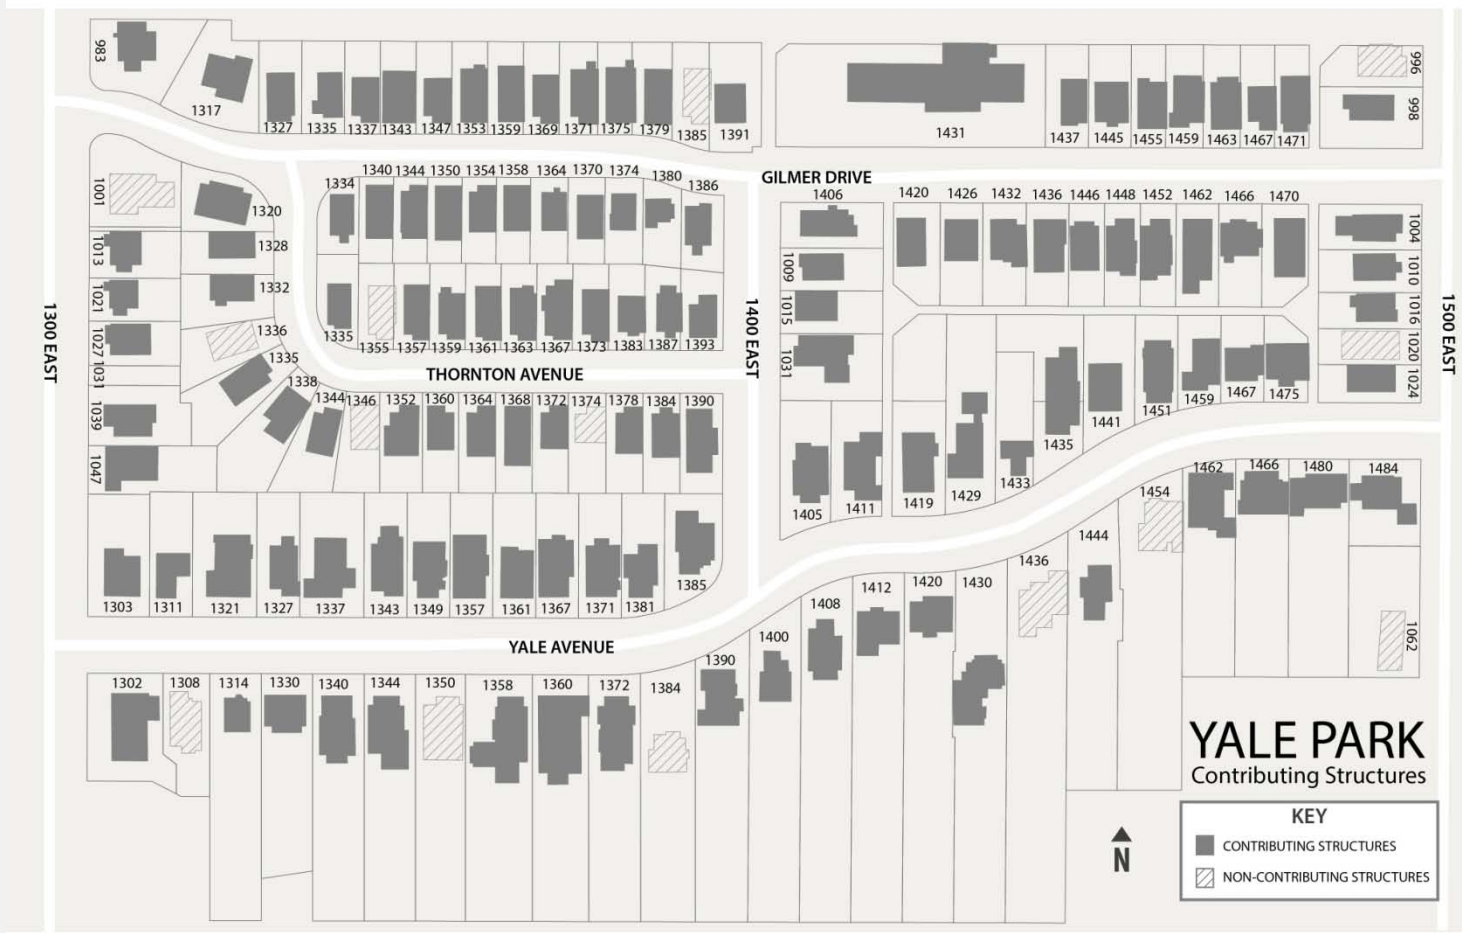 983
1317
1327 1335 1337 1343 1347 1353 1359 1369 1371 1375 1379 1385 1391
1431
1437 1445 1455 1459 1463 1467 1471
996
998
GILMER DRIVE
1001
1013
1021
1027
1031
1039
1047
1320
1328
1332
1336
1335
1338
1344
1334 1340 1344 1350 1354 1358 1364 1370 1374 1380 1386
1335 1355 1357 1359 1361 1363 1367 1373 1383 1387 1393
1300 EAST
THORNTON AVENUE
1400 EAST
1346 1352 1360 1364 1368 1372 1374 1378 1384 1390
1303 1311 1321 1327 1337 1343 1349 1357 1361 1367 1371 1381 1385
1406
1009
1015
1031
1405 1411
1420 1426 1432 1436 1446 1448 1452 1462 1466 1470
1419 1429 1433 1435 1441 1451 1459 1467 1475
1004
1010
1016
1020
1024
1500 EAST
YALE AVENUE
1302 1308 1314 1330 1340 1344 1350 1358 1360 1372 1384 1390 1400 1408 1412 1420 1430 1436 1444 1454 1462 1466 1480 1484
1062
YALE PARK
Contributing Structures
N
KEY
CONTRIBUTING STRUCTURES
NON-CONTRIBUTING STRUCTURES